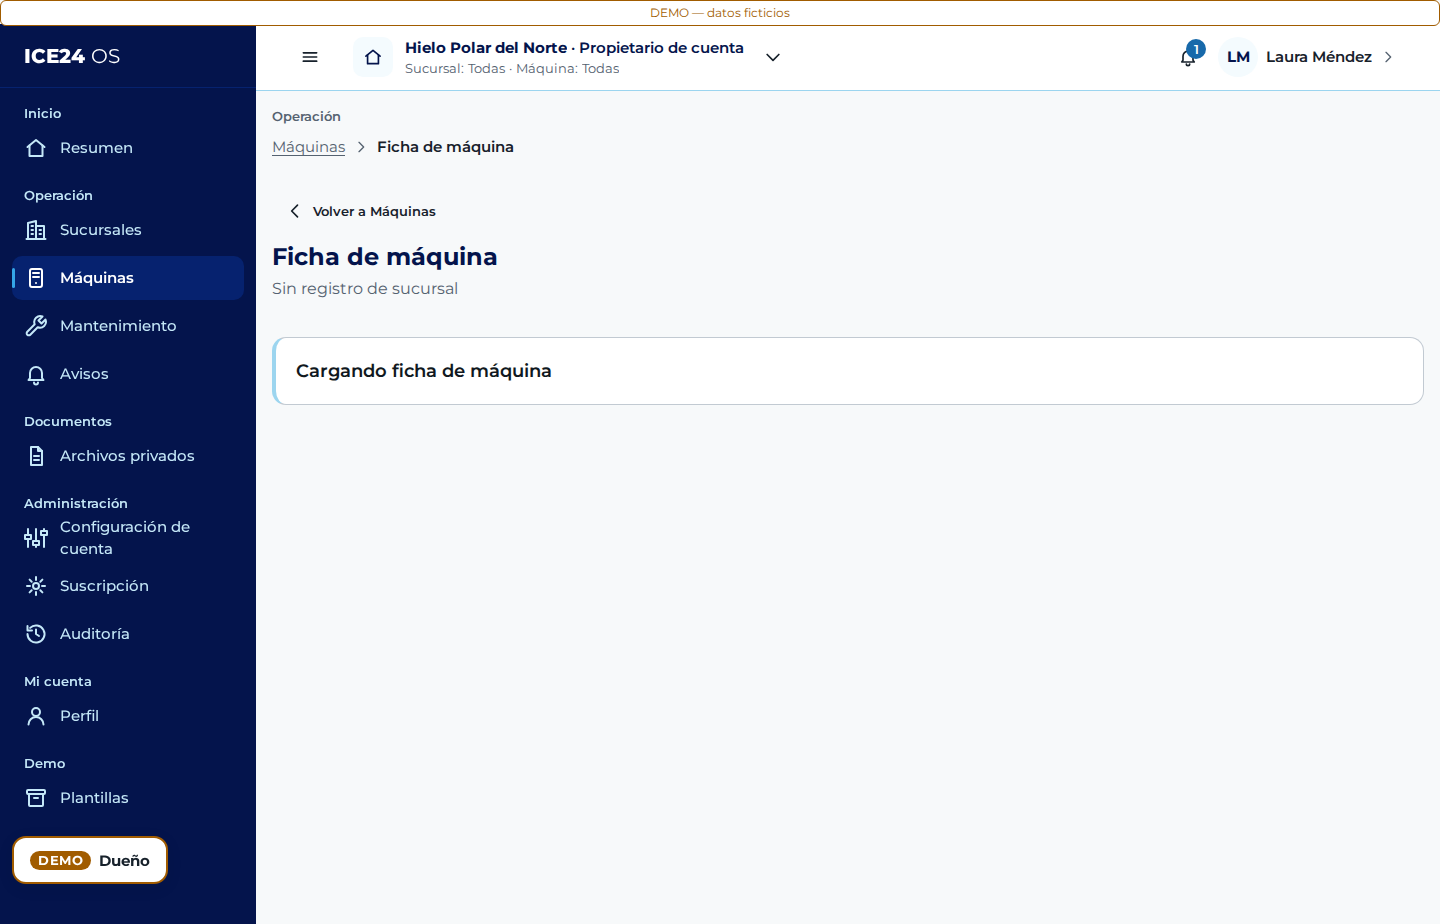 DEMO — datos ficticios
ICE24 OS
Inicio
Resumen
Operación
Sucursales
Máquinas
Mantenimiento
Avisos
Documentos
Archivos privados
Administración
Configuración de
cuenta
Suscripción
Auditoría
Mi cuenta
Perfil
Demo
Plantillas
DEMO Dueño
Hielo Polar del Norte · Propietario de cuenta
Sucursal: Todas · Máquina: Todas
1
LM Laura Méndez
Operación
Máquinas > Ficha de máquina
Volver a Máquinas
Ficha de máquina
Sin registro de sucursal
Cargando ficha de máquina